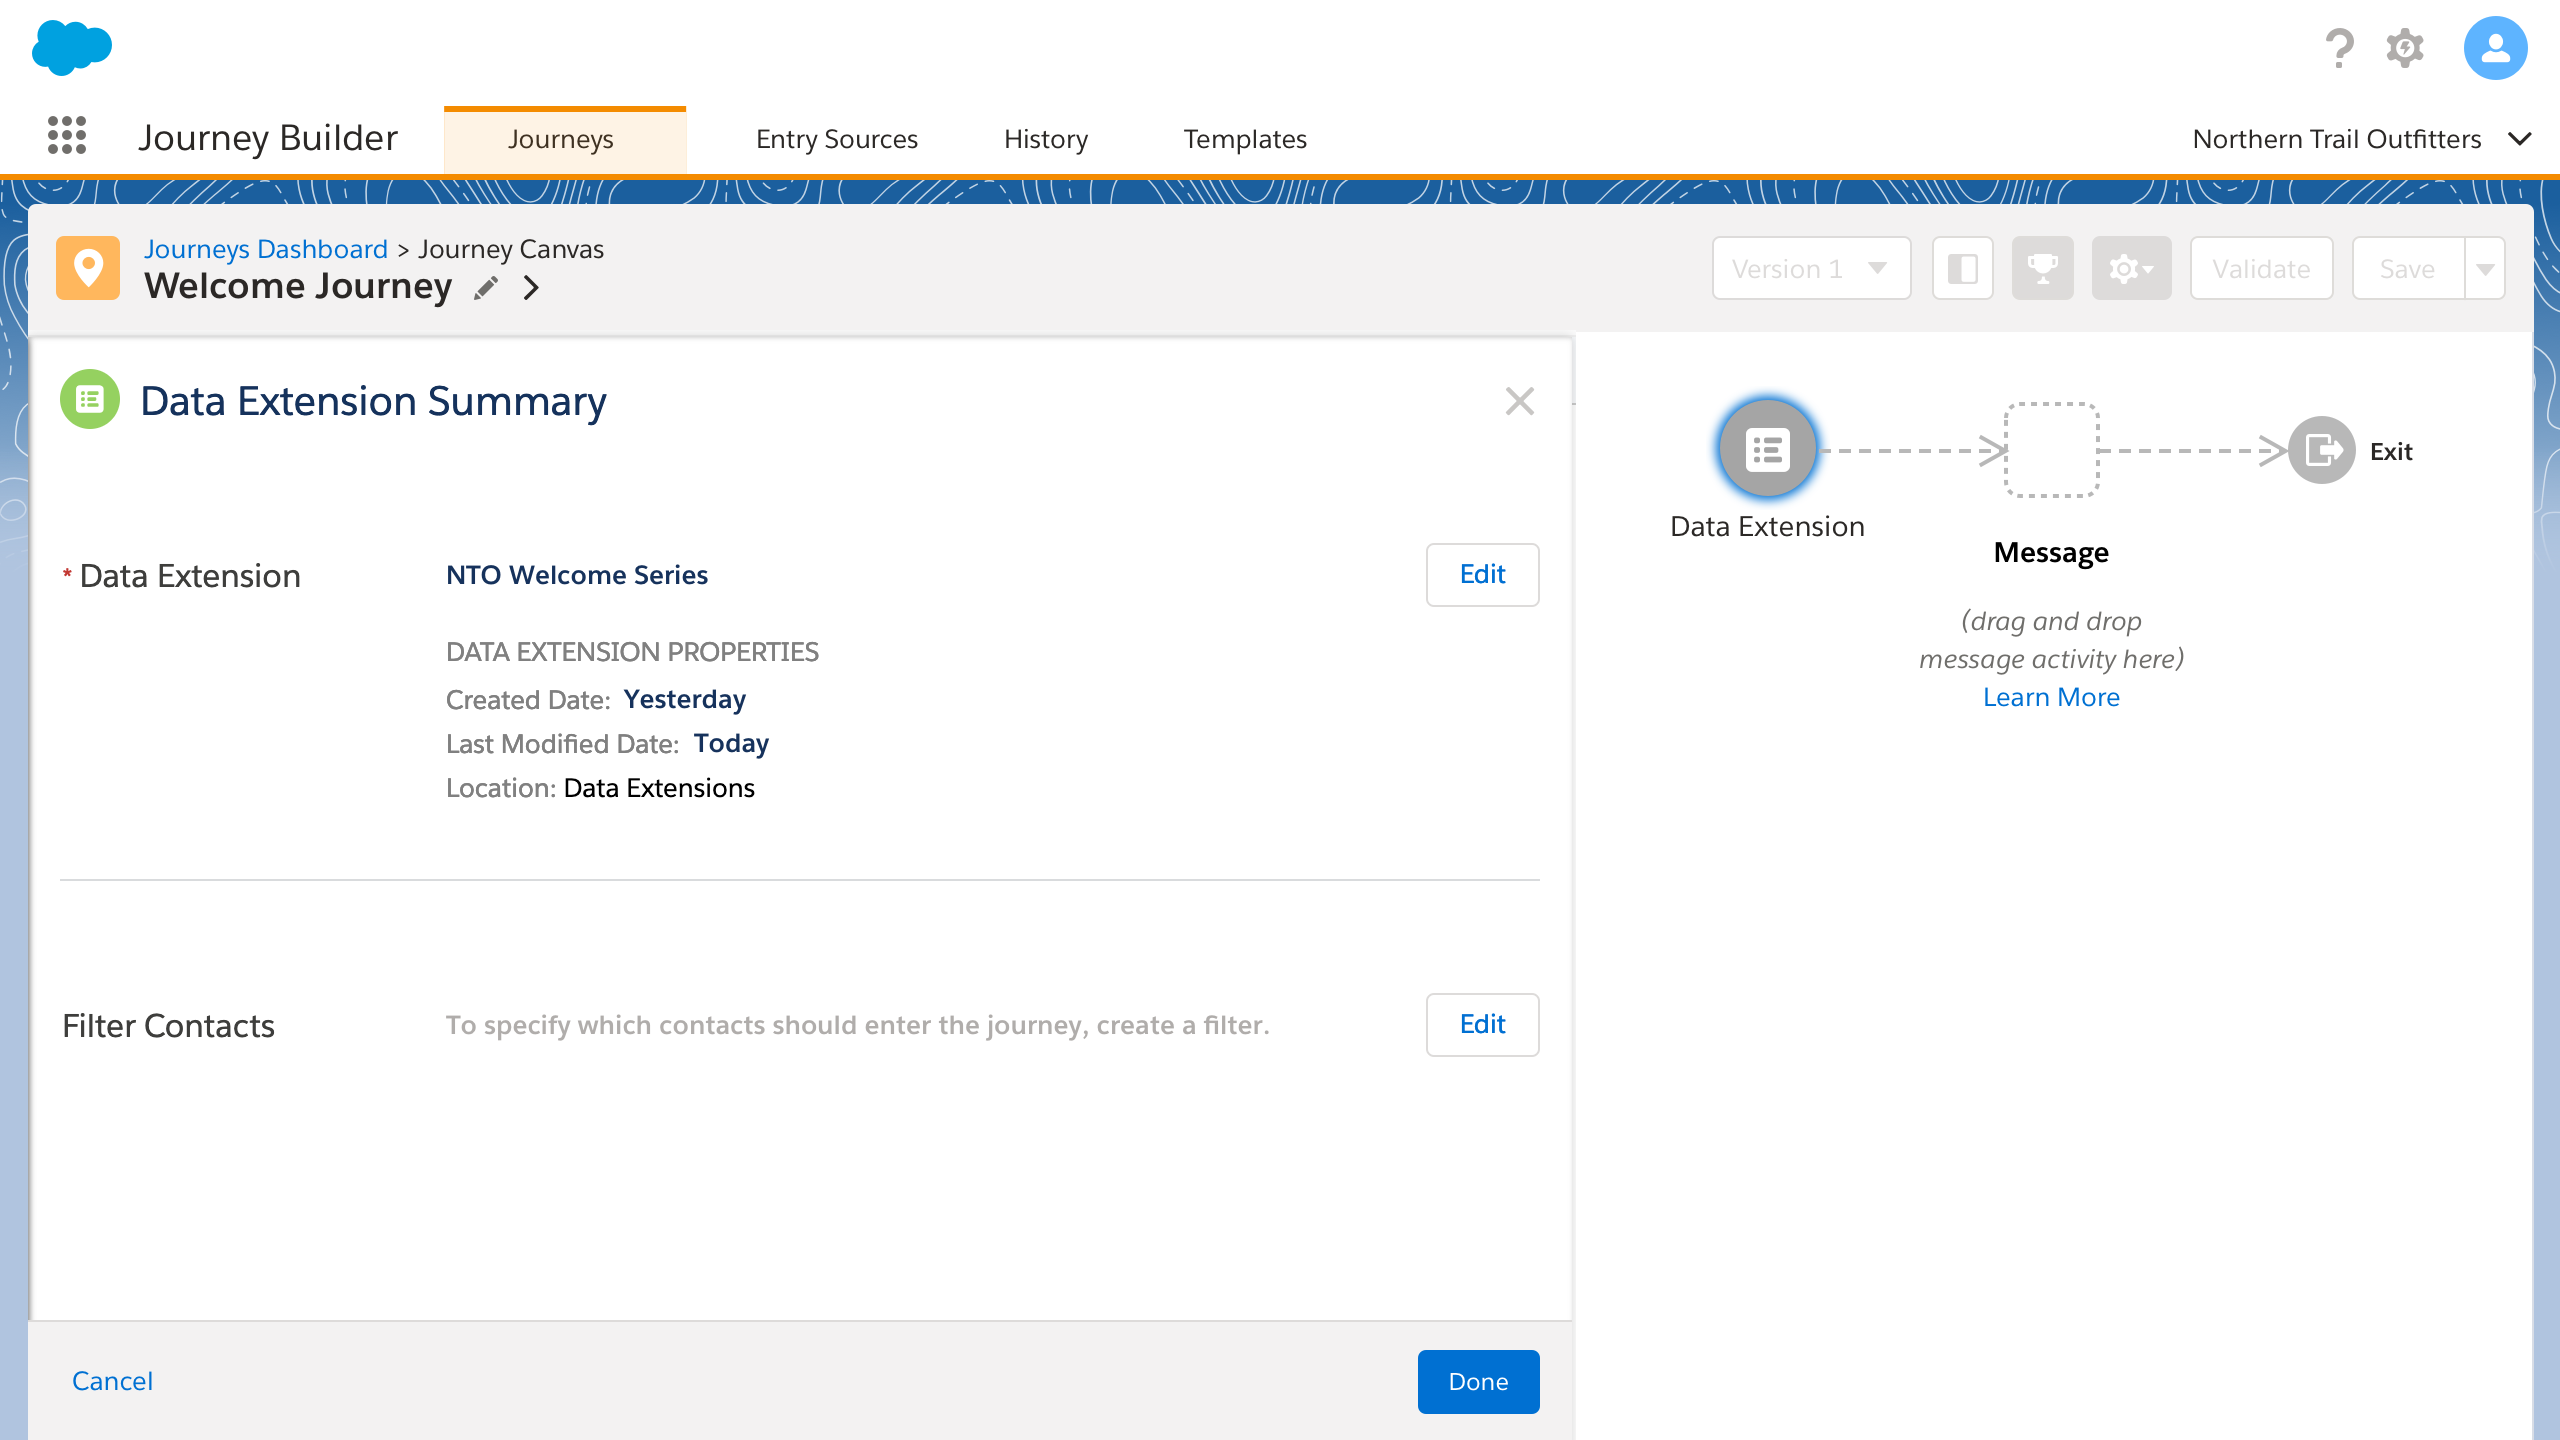 Journey Builder
Journeys
Entry Sources
History
Templates
Northern Trail Outfitters
Journeys Dashboard > Journey Canvas
Welcome Journey
Version 1
Validate
Save
Data Extension Summary
* Data Extension
NTO Welcome Series
Edit
DATA EXTENSION PROPERTIES
Created Date: Yesterday
Last Modified Date: Today
Location: Data Extensions
Filter Contacts
To specify which contacts should enter the journey, create a filter.
Edit
Cancel
Done
Data Extension
Exit
Message
(drag and drop
message activity here)
Learn More